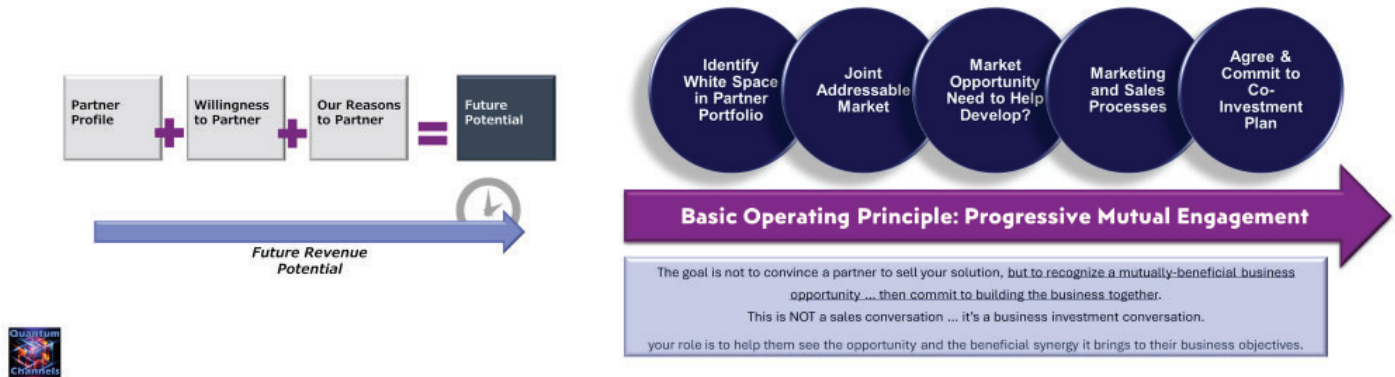 Partner
Profile
+
Willingness
to Partner
+
Our Reasons
to Partner
=
Future
Potential
Future Revenue
Potential
Quantum
Channels
Identify
White Space
in Partner
Portfolio
Joint
Addressable
Market
Market
Opportunity
Need to Help
Develop?
Marketing
and Sales
Processes
Agree &
Commit to
Co-
Investment
Plan
Basic Operating Principle: Progressive Mutual Engagement
The goal is not to convince a partner to sell your solution, but to recognize a mutually-beneficial business
opportunity ... then commit to building the business together.
This is NOT a sales conversation ... it's a business investment conversation.
your role is to help them see the opportunity and the beneficial synergy it brings to their business objectives.